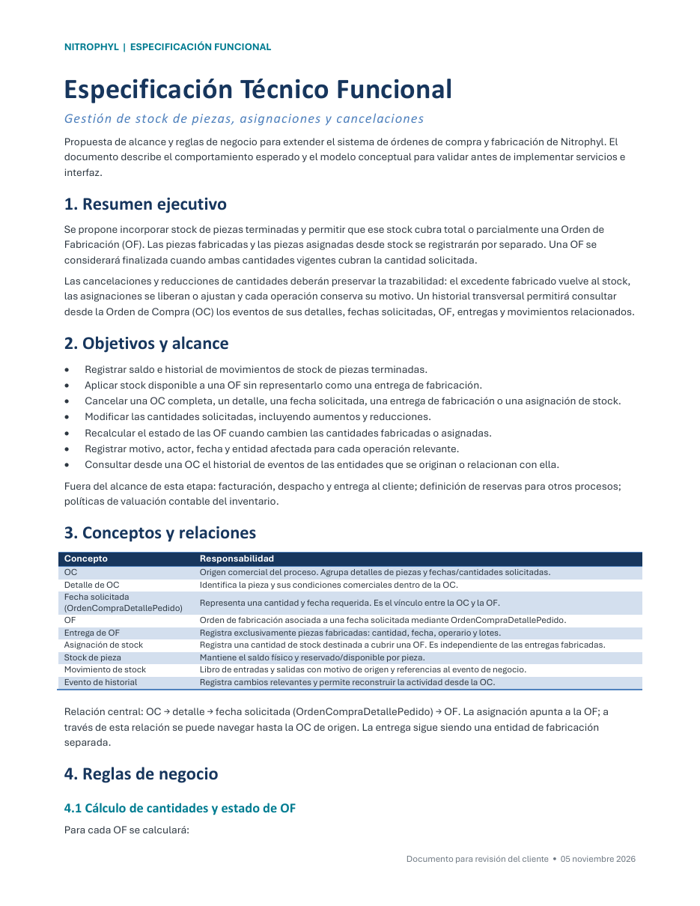 NITROPHYL | ESPECIFICACIÓN FUNCIONAL
Especificación Técnico Funcional
Gestión de stock de piezas, asignaciones y cancelaciones
Propuesta de alcance y reglas de negocio para extender el sistema de órdenes de compra y fabricación de Nitrophyl. El
documento describe el comportamiento esperado y el modelo conceptual para validar antes de implementar servicios e
interfaz.
1. Resumen ejecutivo
Se propone incorporar stock de piezas terminadas y permitir que ese stock cubra total o parcialmente una Orden de
Fabricación (OF). Las piezas fabricadas y las piezas asignadas desde stock se registrarán por separado. Una OF se
considerará finalizada cuando ambas cantidades vigentes cubran la cantidad solicitada.
Las cancelaciones y reducciones de cantidades deberán preservar la trazabilidad: el excedente fabricado vuelve al stock,
las asignaciones se liberan o ajustan y cada operación conserva su motivo. Un historial transversal permitirá consultar
desde la Orden de Compra (OC) los eventos de sus detalles, fechas solicitadas, OF, entregas y movimientos relacionados.
2. Objetivos y alcance
• Registrar saldo e historial de movimientos de stock de piezas terminadas.
• Aplicar stock disponible a una OF sin representarlo como una entrega de fabricación.
• Cancelar una OC completa, un detalle, una fecha solicitada, una entrega de fabricación o una asignación de stock.
• Modificar las cantidades solicitadas, incluyendo aumentos y reducciones.
• Recalcular el estado de las OF cuando cambien las cantidades fabricadas o asignadas.
• Registrar motivo, actor, fecha y entidad afectada para cada operación relevante.
• Consultar desde una OC el historial de eventos de las entidades que se originan o relacionan con ella.
Fuera del alcance de esta etapa: facturación, despacho y entrega al cliente; definición de reservas para otros procesos;
políticas de valuación contable del inventario.
3. Conceptos y relaciones
Concepto Responsabilidad
OC Origen comercial del proceso. Agrupa detalles de piezas y fechas/cantidades solicitadas.
Detalle de OC Identifica la pieza y sus condiciones comerciales dentro de la OC.
Fecha solicitada
(OrdenCompraDetallePedido) Representa una cantidad y fecha requerida. Es el vínculo entre la OC y la OF.
OF Orden de fabricación asociada a una fecha solicitada mediante OrdenCompraDetallePedido.
Entrega de OF Registra exclusivamente piezas fabricadas: cantidad, fecha, operario y lotes.
Asignación de stock Registra una cantidad de stock destinada a cubrir una OF. Es independiente de las entregas fabricadas.
Stock de pieza Mantiene el saldo físico y reservado/disponible por pieza.
Movimiento de stock Libro de entradas y salidas con motivo de origen y referencias al evento de negocio.
Evento de historial Registra cambios relevantes y permite reconstruir la actividad desde la OC.
Relación central: OC → detalle → fecha solicitada (OrdenCompraDetallePedido) → OF. La asignación apunta a la OF; a
través de esta relación se puede navegar hasta la OC de origen. La entrega sigue siendo una entidad de fabricación
separada.
4. Reglas de negocio
4.1 Cálculo de cantidades y estado de OF
Para cada OF se calculará:
Documento para revisión del cliente • 05 noviembre 2026